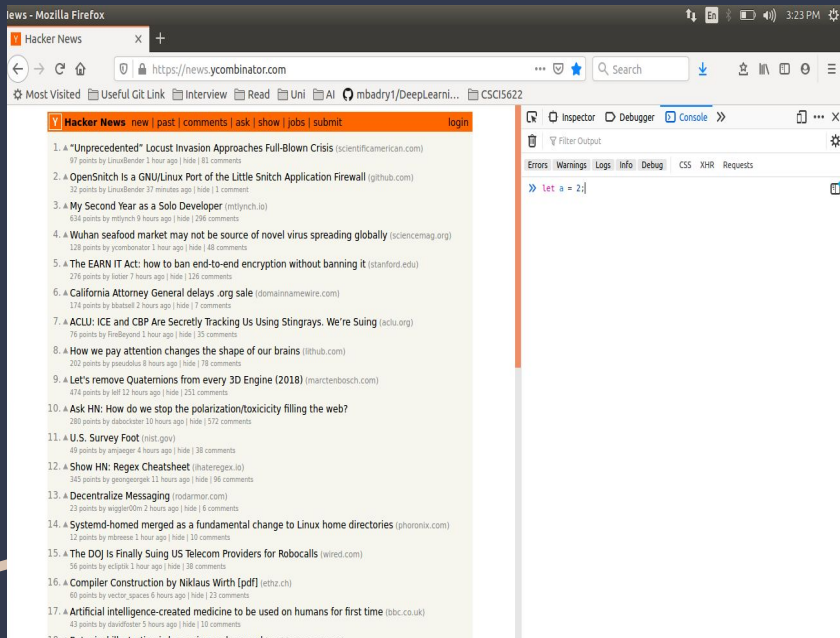 News - Mozilla Firefox
En 3:23 PM
Y Hacker News × +
https://news.ycombinator.com ... Search
Most Visited Useful Git Link Interview Read Uni AI mbadry1/DeepLearni... CSCI5622
Y Hacker News new | past | comments | ask | show | jobs | submit login
1. "Unprecedented" Locust Invasion Approaches Full-Blown Crisis (scientificamerican.com)
97 points by LinuxBender 1 hour ago | hide | 81 comments
2. OpenSnitch Is a GNU/Linux Port of the Little Snitch Application Firewall (github.com)
32 points by LinuxBender 37 minutes ago | hide | 1 comment
3. My Second Year as a Solo Developer (mtlynch.io)
634 points by mtlynch 9 hours ago | hide | 296 comments
4. Wuhan seafood market may not be source of novel virus spreading globally (sciencemag.org)
128 points by ycombonator 1 hour ago | hide | 48 comments
5. The EARN IT Act: how to ban end-to-end encryption without banning it (stanford.edu)
276 points by liotier 7 hours ago | hide | 126 comments
6. California Attorney General delays .org sale (domainnamewire.com)
174 points by bbatsell 2 hours ago | hide | 7 comments
7. ACLU: ICE and CBP Are Secretly Tracking Us Using Stingrays. We're Suing (aclu.org)
76 points by FireBeyond 1 hour ago | hide | 35 comments
8. How we pay attention changes the shape of our brains (lithub.com)
202 points by pseudolus 8 hours ago | hide | 78 comments
9. Let's remove Quaternions from every 3D Engine (2018) (marctenbosch.com)
474 points by lelf 12 hours ago | hide | 251 comments
10. Ask HN: How do we stop the polarization/toxicicity filling the web?
280 points by dabockster 10 hours ago | hide | 572 comments
11. U.S. Survey Foot (nist.gov)
49 points by amjaeger 4 hours ago | hide | 38 comments
12. Show HN: Regex Cheatsheet (ihateregex.io)
345 points by geongeorgek 11 hours ago | hide | 96 comments
13. Decentralize Messaging (rodarmor.com)
23 points by wiggler00m 2 hours ago | hide | 6 comments
14. Systemd-homed merged as a fundamental change to Linux home directories (phoronix.com)
12 points by mbreese 1 hour ago | hide | 10 comments
15. The DOJ Is Finally Suing US Telecom Providers for Robocalls (wired.com)
56 points by ecliptik 1 hour ago | hide | 38 comments
16. Compiler Construction by Niklaus Wirth [pdf] (ethz.ch)
60 points by vector_spaces 6 hours ago | hide | 23 comments
17. Artificial intelligence-created medicine to be used on humans for first time (bbc.co.uk)
43 points by davidfoster 5 hours ago | hide | 10 comments
Inspector Debugger Console » ... X
Filter Output
Errors Warnings Logs Info Debug CSS XHR Requests
» let a = 2;